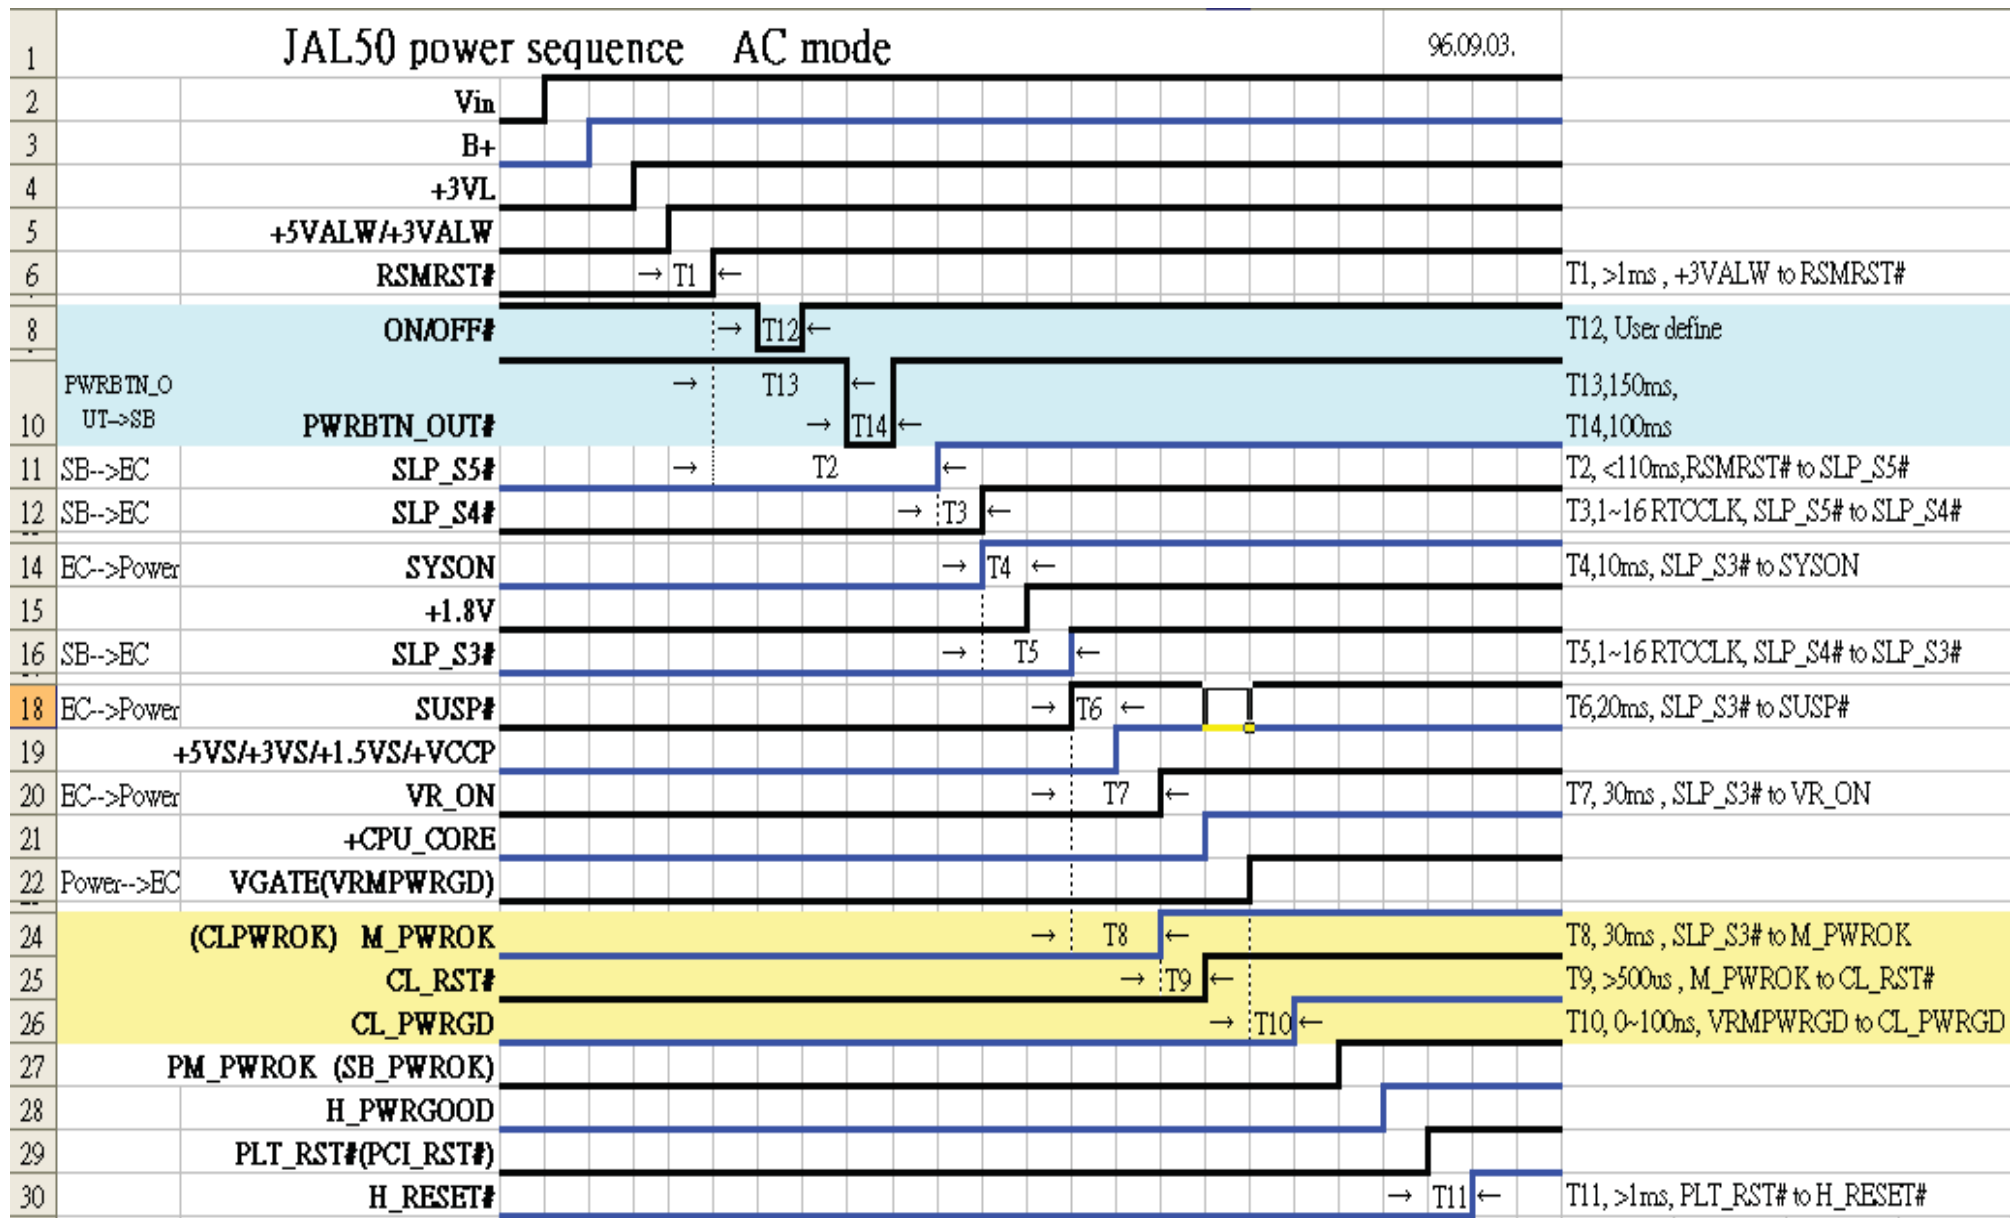 JAL50 power sequence AC mode 96.09.03.
1
2 Vin
3 B+
4 +3VL
5 +5VALW/+3VALW
6 RSMRST# → T1 ← T1, >1ms , +3VALW to RSMRST#
8 ON/OFF# → T12 ← T12, User define
PWRBTN_O → T13 ← T13,150ms,
UT-->SB
10 PWRBTN_OUT# → T14 ← T14,100ms
11 SB-->EC SLP_S5# → T2 ← T2, <110ms,RSMRST# to SLP_S5#
12 SB-->EC SLP_S4# → T3 ← T3,1~16 RTCCLK, SLP_S5# to SLP_S4#
14 EC-->Power SYSON → T4 ← T4,10ms, SLP_S3# to SYSON
15 +1.8V
16 SB-->EC SLP_S3# → T5 ← T5,1~16 RTCCLK, SLP_S4# to SLP_S3#
18 EC-->Power SUSP# → T6 ← T6,20ms, SLP_S3# to SUSP#
19 +5VS/+3VS/+1.5VS/+VCCP
20 EC-->Power VR_ON → T7 ← T7, 30ms , SLP_S3# to VR_ON
21 +CPU_CORE
22 Power-->EC VGATE(VRMPWRGD)
24 (CLPWROK) M_PWROK → T8 ← T8, 30ms , SLP_S3# to M_PWROK
25 CL_RST# → T9 ← T9, >500us , M_PWROK to CL_RST#
26 CL_PWRGD → T10 ← T10, 0~100ns, VRMPWRGD to CL_PWRGD
27 PM_PWROK (SB_PWROK)
28 H_PWRGOOD
29 PLT_RST#(PCI_RST#)
30 H_RESET# → T11 ← T11, >1ms, PLT_RST# to H_RESET#